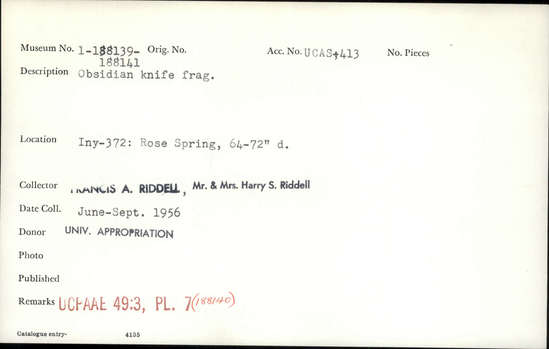 Museum No. 1-188139- Orig. No. Acc. No. UCAS-413 No. Pieces
188141
Description Obsidian knife frag.
Location Iny-372: Rose Spring, 64-72" d.
Collector FRANCIS A. RIDDELL, Mr. & Mrs. Harry S. Riddell
Date Coll. June-Sept. 1956
Donor UNIV. APPROPRIATION
Photo
Published
Remarks UCPAAE 49:3, PL. 7 (188140)
Catalogue entry- 4135